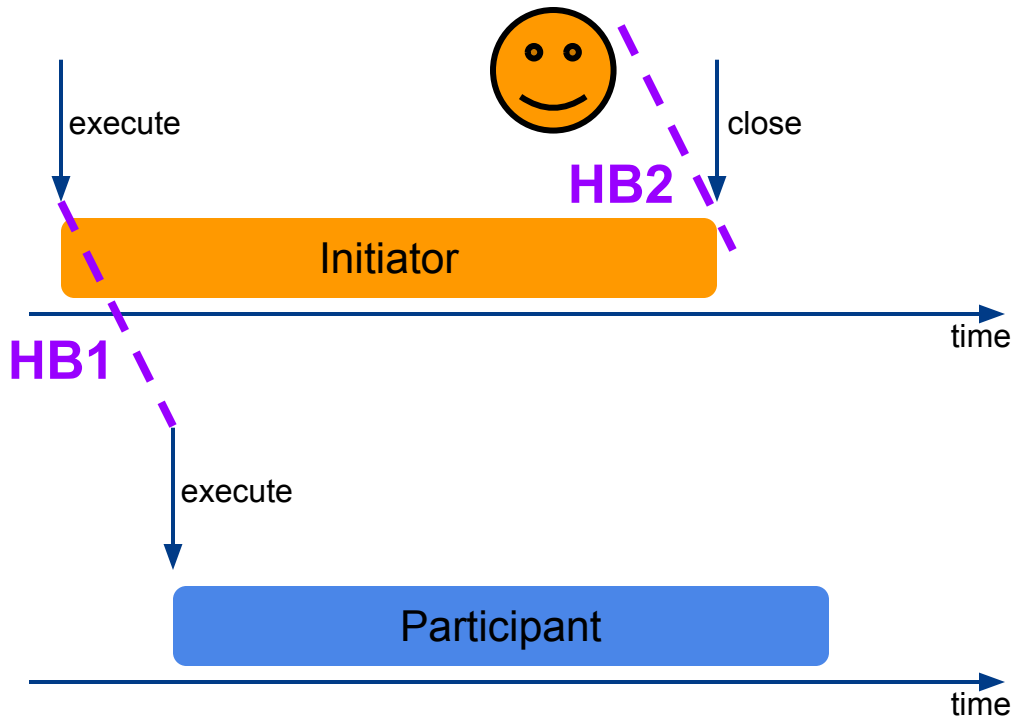 execute
close
HB2
Initiator
time
HB1
execute
Participant
time